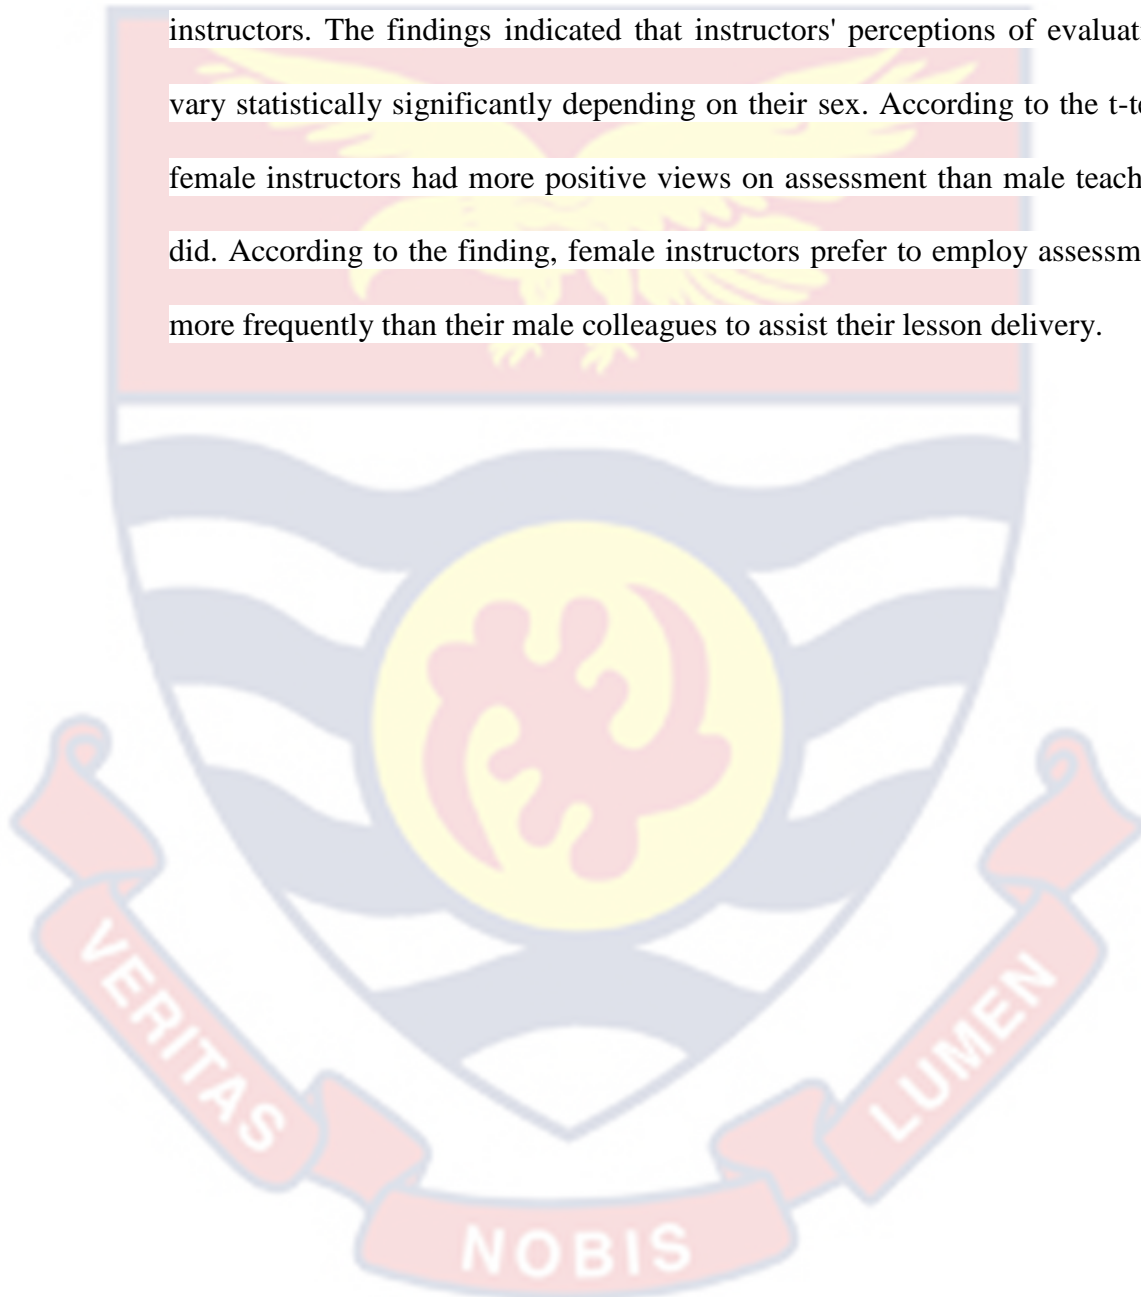 instructors. The findings indicated that instructors' perceptions of evaluati
vary statistically significantly depending on their sex. According to the t-te
female instructors had more positive views on assessment than male teach
did. According to the finding, female instructors prefer to employ assessm
more frequently than their male colleagues to assist their lesson delivery.
VERITAS
NOBIS
LUMEN